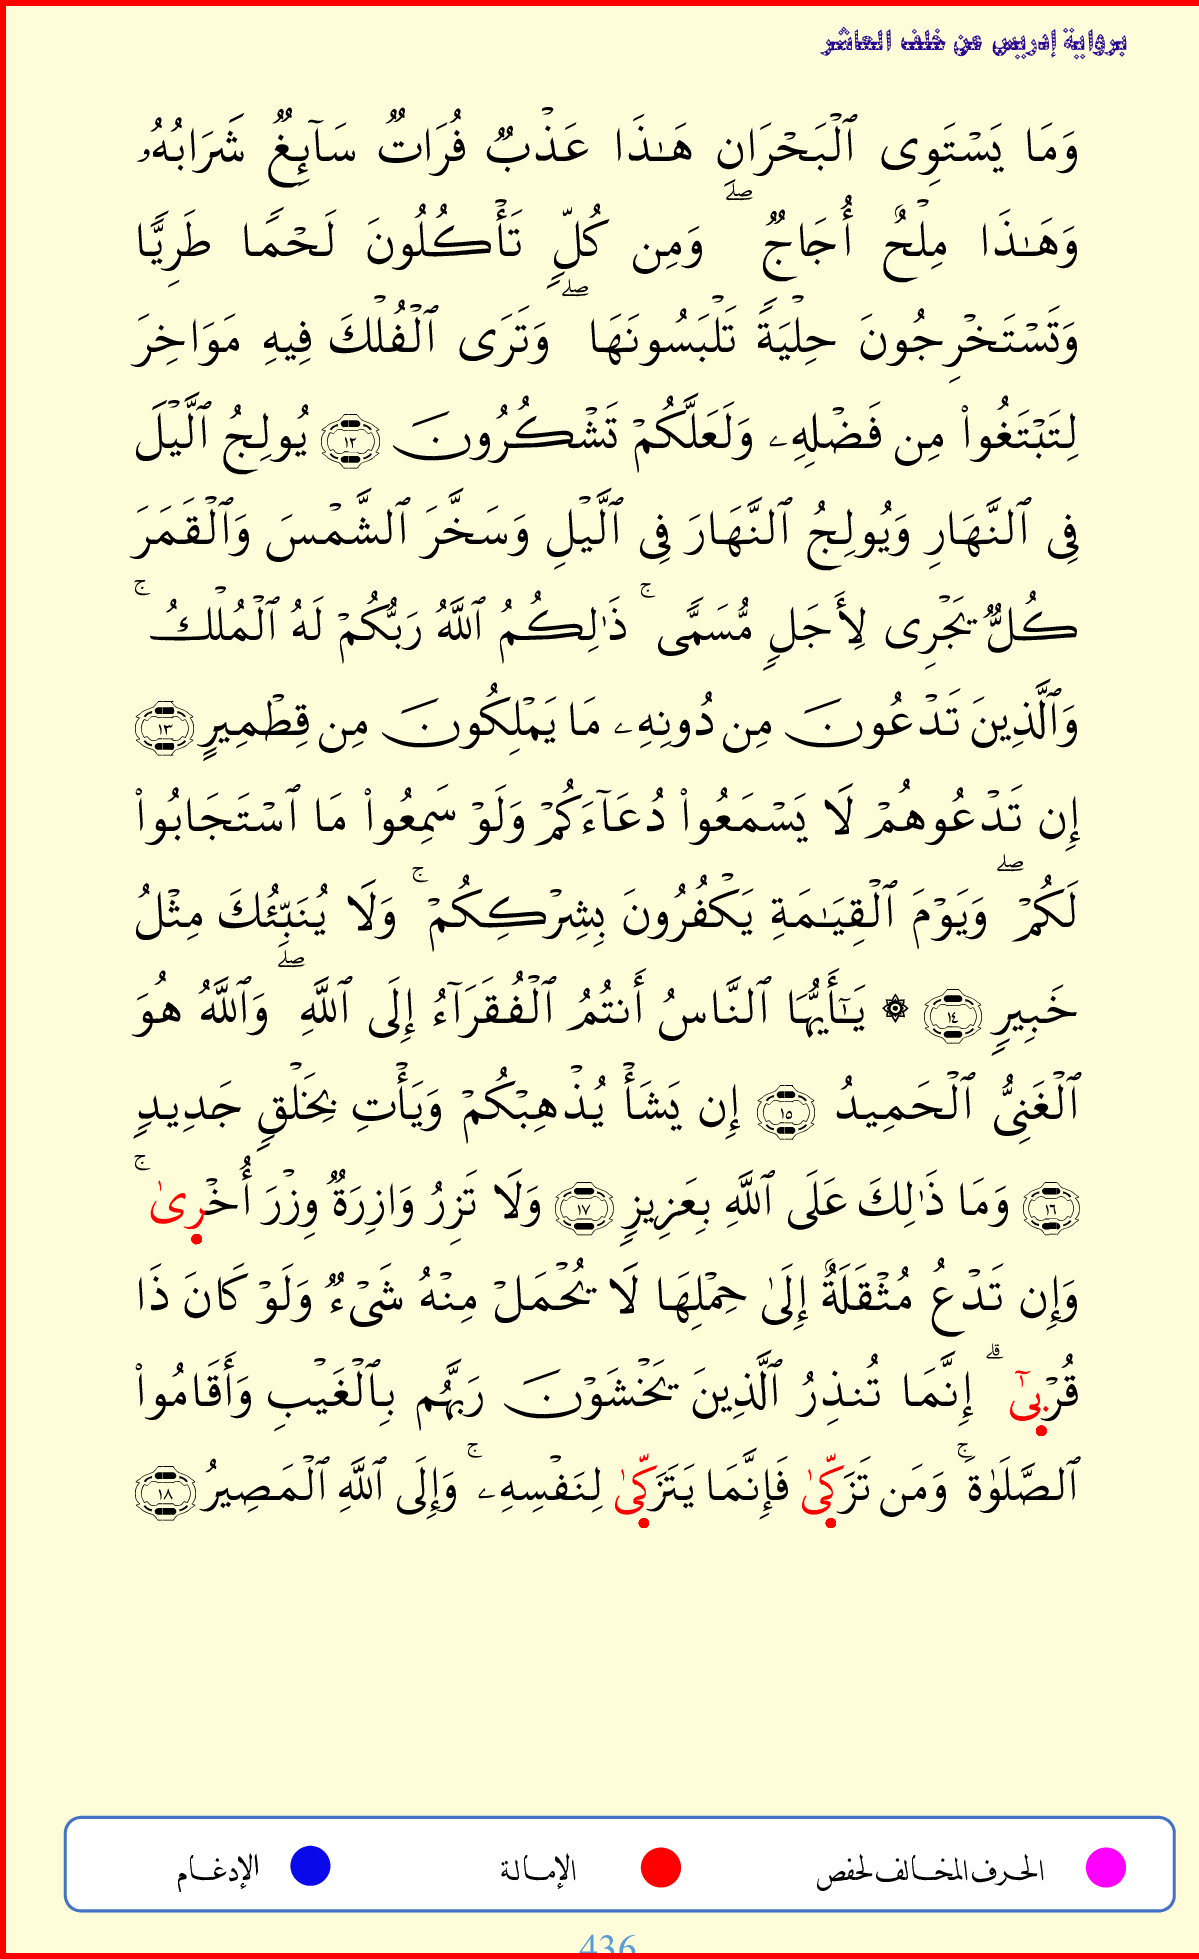 برواية إدريس عن خلف العاشر
وَمَا يَسْتَوِى ٱلْبَحْرَانِ هَـٰذَا عَذْبٌ فُرَاتٌ سَآئِغٌ شَرَابُهُۥ
وَهَـٰذَا مِلْحٌ أُجَاجٌ ۖ وَمِن كُلٍّ تَأْكُلُونَ لَحْمًا طَرِيًّا
وَتَسْتَخْرِجُونَ حِلْيَةً تَلْبَسُونَهَا ۖ وَتَرَى ٱلْفُلْكَ فِيهِ مَوَاخِرَ
لِتَبْتَغُوا۟ مِن فَضْلِهِۦ وَلَعَلَّكُمْ تَشْكُرُونَ ١٢ يُولِجُ ٱلَّيْلَ
فِى ٱلنَّهَارِ وَيُولِجُ ٱلنَّهَارَ فِى ٱلَّيْلِ وَسَخَّرَ ٱلشَّمْسَ وَٱلْقَمَرَ
كُلٌّ يَجْرِى لِأَجَلٍ مُّسَمًّى ۚ ذَٰلِكُمُ ٱللَّهُ رَبُّكُمْ لَهُ ٱلْمُلْكُ ۚ
وَٱلَّذِينَ تَدْعُونَ مِن دُونِهِۦ مَا يَمْلِكُونَ مِن قِطْمِيرٍ ١٣
إِن تَدْعُوهُمْ لَا يَسْمَعُوا۟ دُعَآءَكُمْ وَلَوْ سَمِعُوا۟ مَا ٱسْتَجَابُوا۟
لَكُمْ ۖ وَيَوْمَ ٱلْقِيَـٰمَةِ يَكْفُرُونَ بِشِرْكِكُمْ ۚ وَلَا يُنَبِّئُكَ مِثْلُ
خَبِيرٍ ١٤ ۞ يَـٰٓأَيُّهَا ٱلنَّاسُ أَنتُمُ ٱلْفُقَرَآءُ إِلَى ٱللَّهِ ۖ وَٱللَّهُ هُوَ
ٱلْغَنِىُّ ٱلْحَمِيدُ ١٥ إِن يَشَأْ يُذْهِبْكُمْ وَيَأْتِ بِخَلْقٍ جَدِيدٍ
١٦ وَمَا ذَٰلِكَ عَلَى ٱللَّهِ بِعَزِيزٍ ١٧ وَلَا تَزِرُ وَازِرَةٌ وِزْرَ أُخْرِىٰ ۚ
وَإِن تَدْعُ مُثْقَلَةٌ إِلَىٰ حِمْلِهَا لَا يُحْمَلْ مِنْهُ شَىْءٌ وَلَوْ كَانَ ذَا
قُرْبِىٰٓ ۗ إِنَّمَا تُنذِرُ ٱلَّذِينَ يَخْشَوْنَ رَبَّهُم بِٱلْغَيْبِ وَأَقَامُوا۟
ٱلصَّلَوٰةَ ۚ وَمَن تَزَكِّىٰ فَإِنَّمَا يَتَزَكِّىٰ لِنَفْسِهِۦ ۚ وَإِلَى ٱللَّهِ ٱلْمَصِيرُ ١٨
الحرف المخالف لحفص الإمالة الإدغام
436